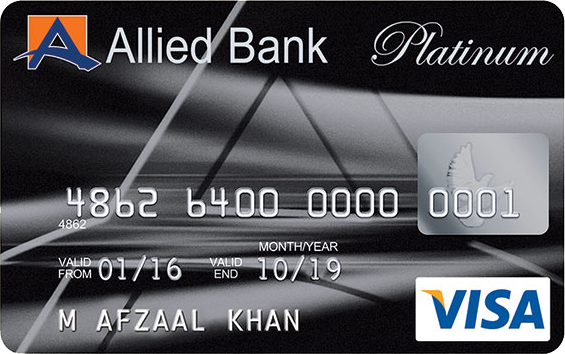 Allied Bank Platinum
4862 6400 0000 0001
4862
MONTH/YEAR
VALID FROM 01/16 VALID END 10/19
M AFZAAL KHAN
VISA